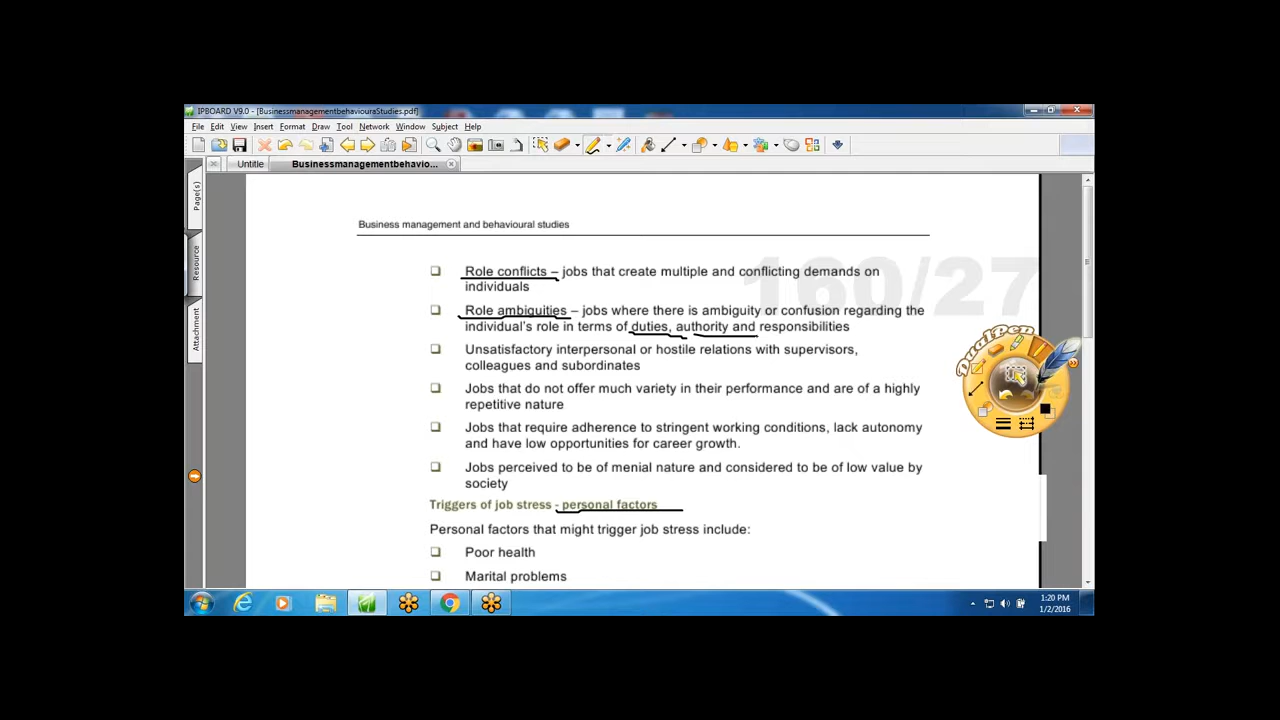 IPBOARD V9.0 - [BusinessmanagementbehaviouraStudies.pdf]
File Edit View Insert Format Draw Tool Network Window Subject Help
Untitle Businessmanagementbehavio...
Page(s)
Resource
Attachment
Business management and behavioural studies
160/27
Role conflicts – jobs that create multiple and conflicting demands on
individuals
Role ambiguities – jobs where there is ambiguity or confusion regarding the
individual's role in terms of duties, authority and responsibilities
Unsatisfactory interpersonal or hostile relations with supervisors,
colleagues and subordinates
Jobs that do not offer much variety in their performance and are of a highly
repetitive nature
Jobs that require adherence to stringent working conditions, lack autonomy
and have low opportunities for career growth.
Jobs perceived to be of menial nature and considered to be of low value by
society
Triggers of job stress - personal factors
Personal factors that might trigger job stress include:
Poor health
Marital problems
DualPen
1:20 PM
1/2/2016